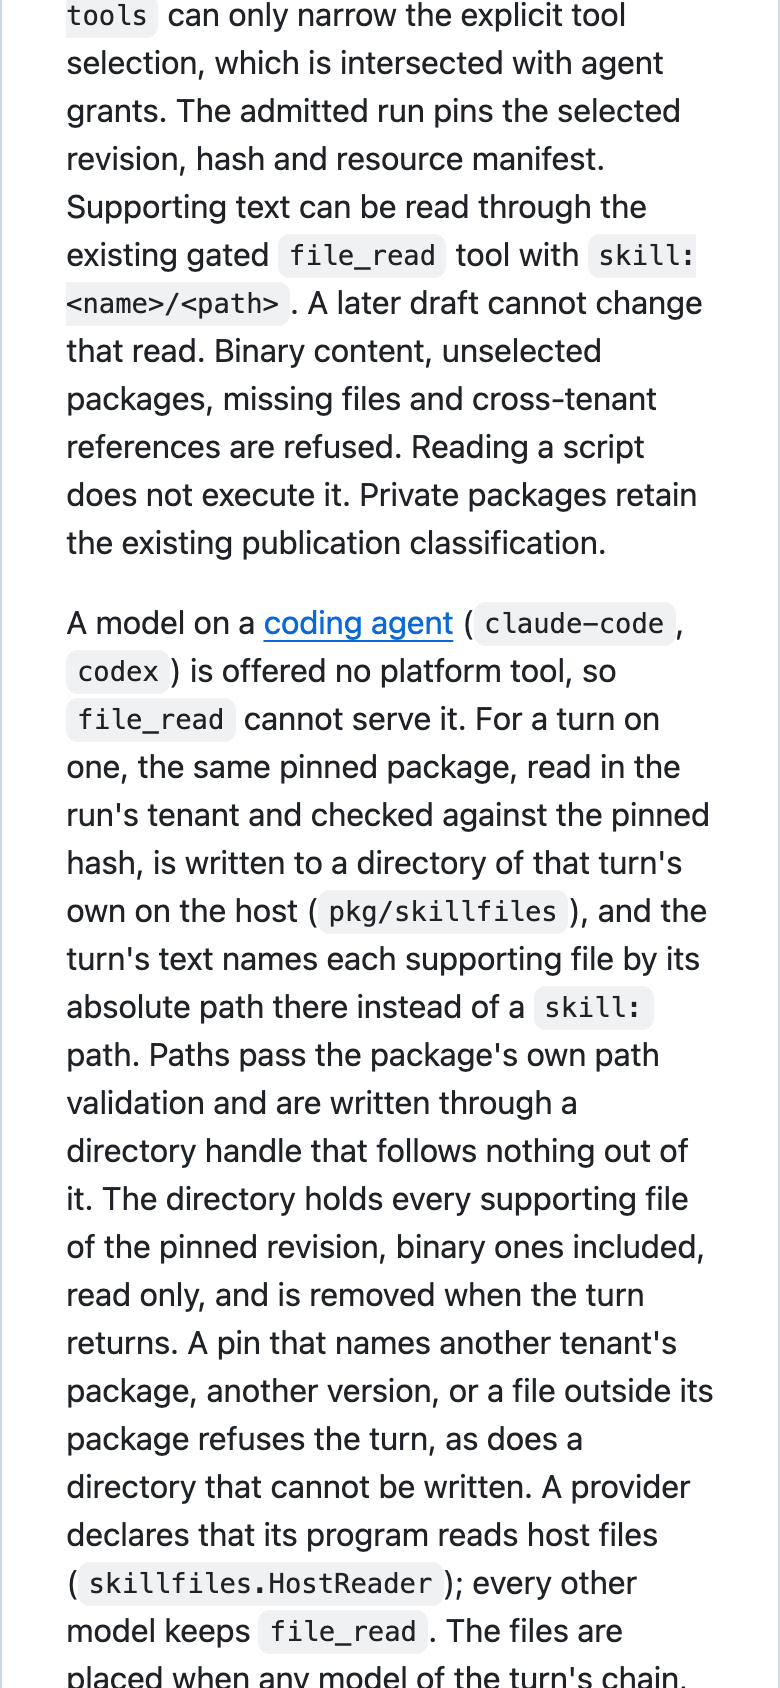 tools can only narrow the explicit tool
selection, which is intersected with agent
grants. The admitted run pins the selected
revision, hash and resource manifest.
Supporting text can be read through the
existing gated file_read tool with skill:
<name>/<path> . A later draft cannot change
that read. Binary content, unselected
packages, missing files and cross-tenant
references are refused. Reading a script
does not execute it. Private packages retain
the existing publication classification.
A model on a coding agent ( claude-code ,
codex ) is offered no platform tool, so
file_read cannot serve it. For a turn on
one, the same pinned package, read in the
run's tenant and checked against the pinned
hash, is written to a directory of that turn's
own on the host ( pkg/skillfiles ), and the
turn's text names each supporting file by its
absolute path there instead of a skill:
path. Paths pass the package's own path
validation and are written through a
directory handle that follows nothing out of
it. The directory holds every supporting file
of the pinned revision, binary ones included,
read only, and is removed when the turn
returns. A pin that names another tenant's
package, another version, or a file outside its
package refuses the turn, as does a
directory that cannot be written. A provider
declares that its program reads host files
( skillfiles.HostReader ); every other
model keeps file_read . The files are
placed when any model of the turn's chain,